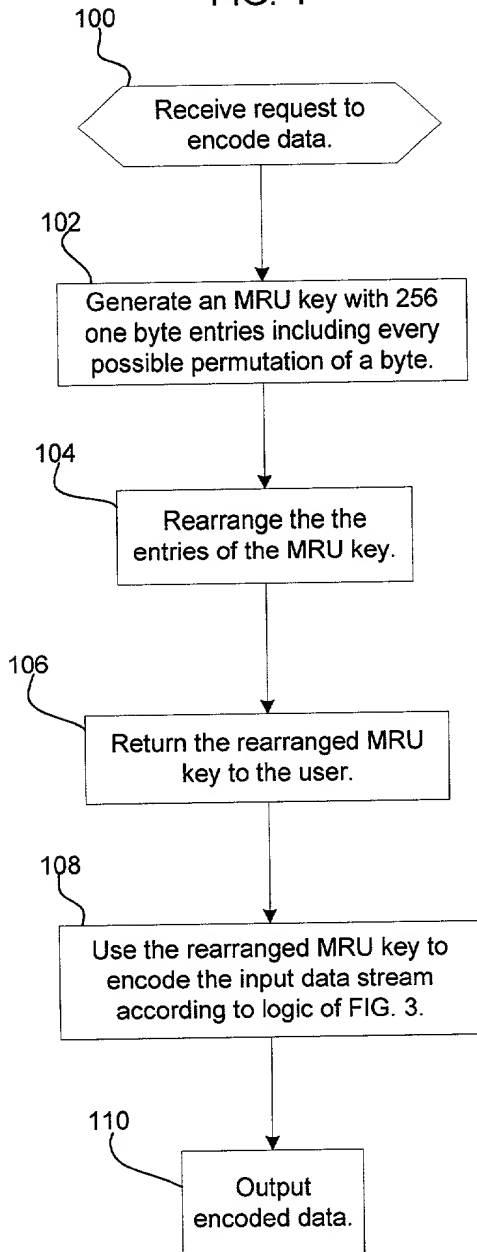 FIG.
100
Receive request to
encode data.
102
Generate an MRU key with 256
one byte entries including every
possible permutation of a byte.
104
Rearrange the the
entries of the MRU key.
106
Return the rearranged MRU
key to the user.
108
Use the rearranged MRU key to
encode the input data stream
according to logic of FIG. 3.
110
Output
encoded data.